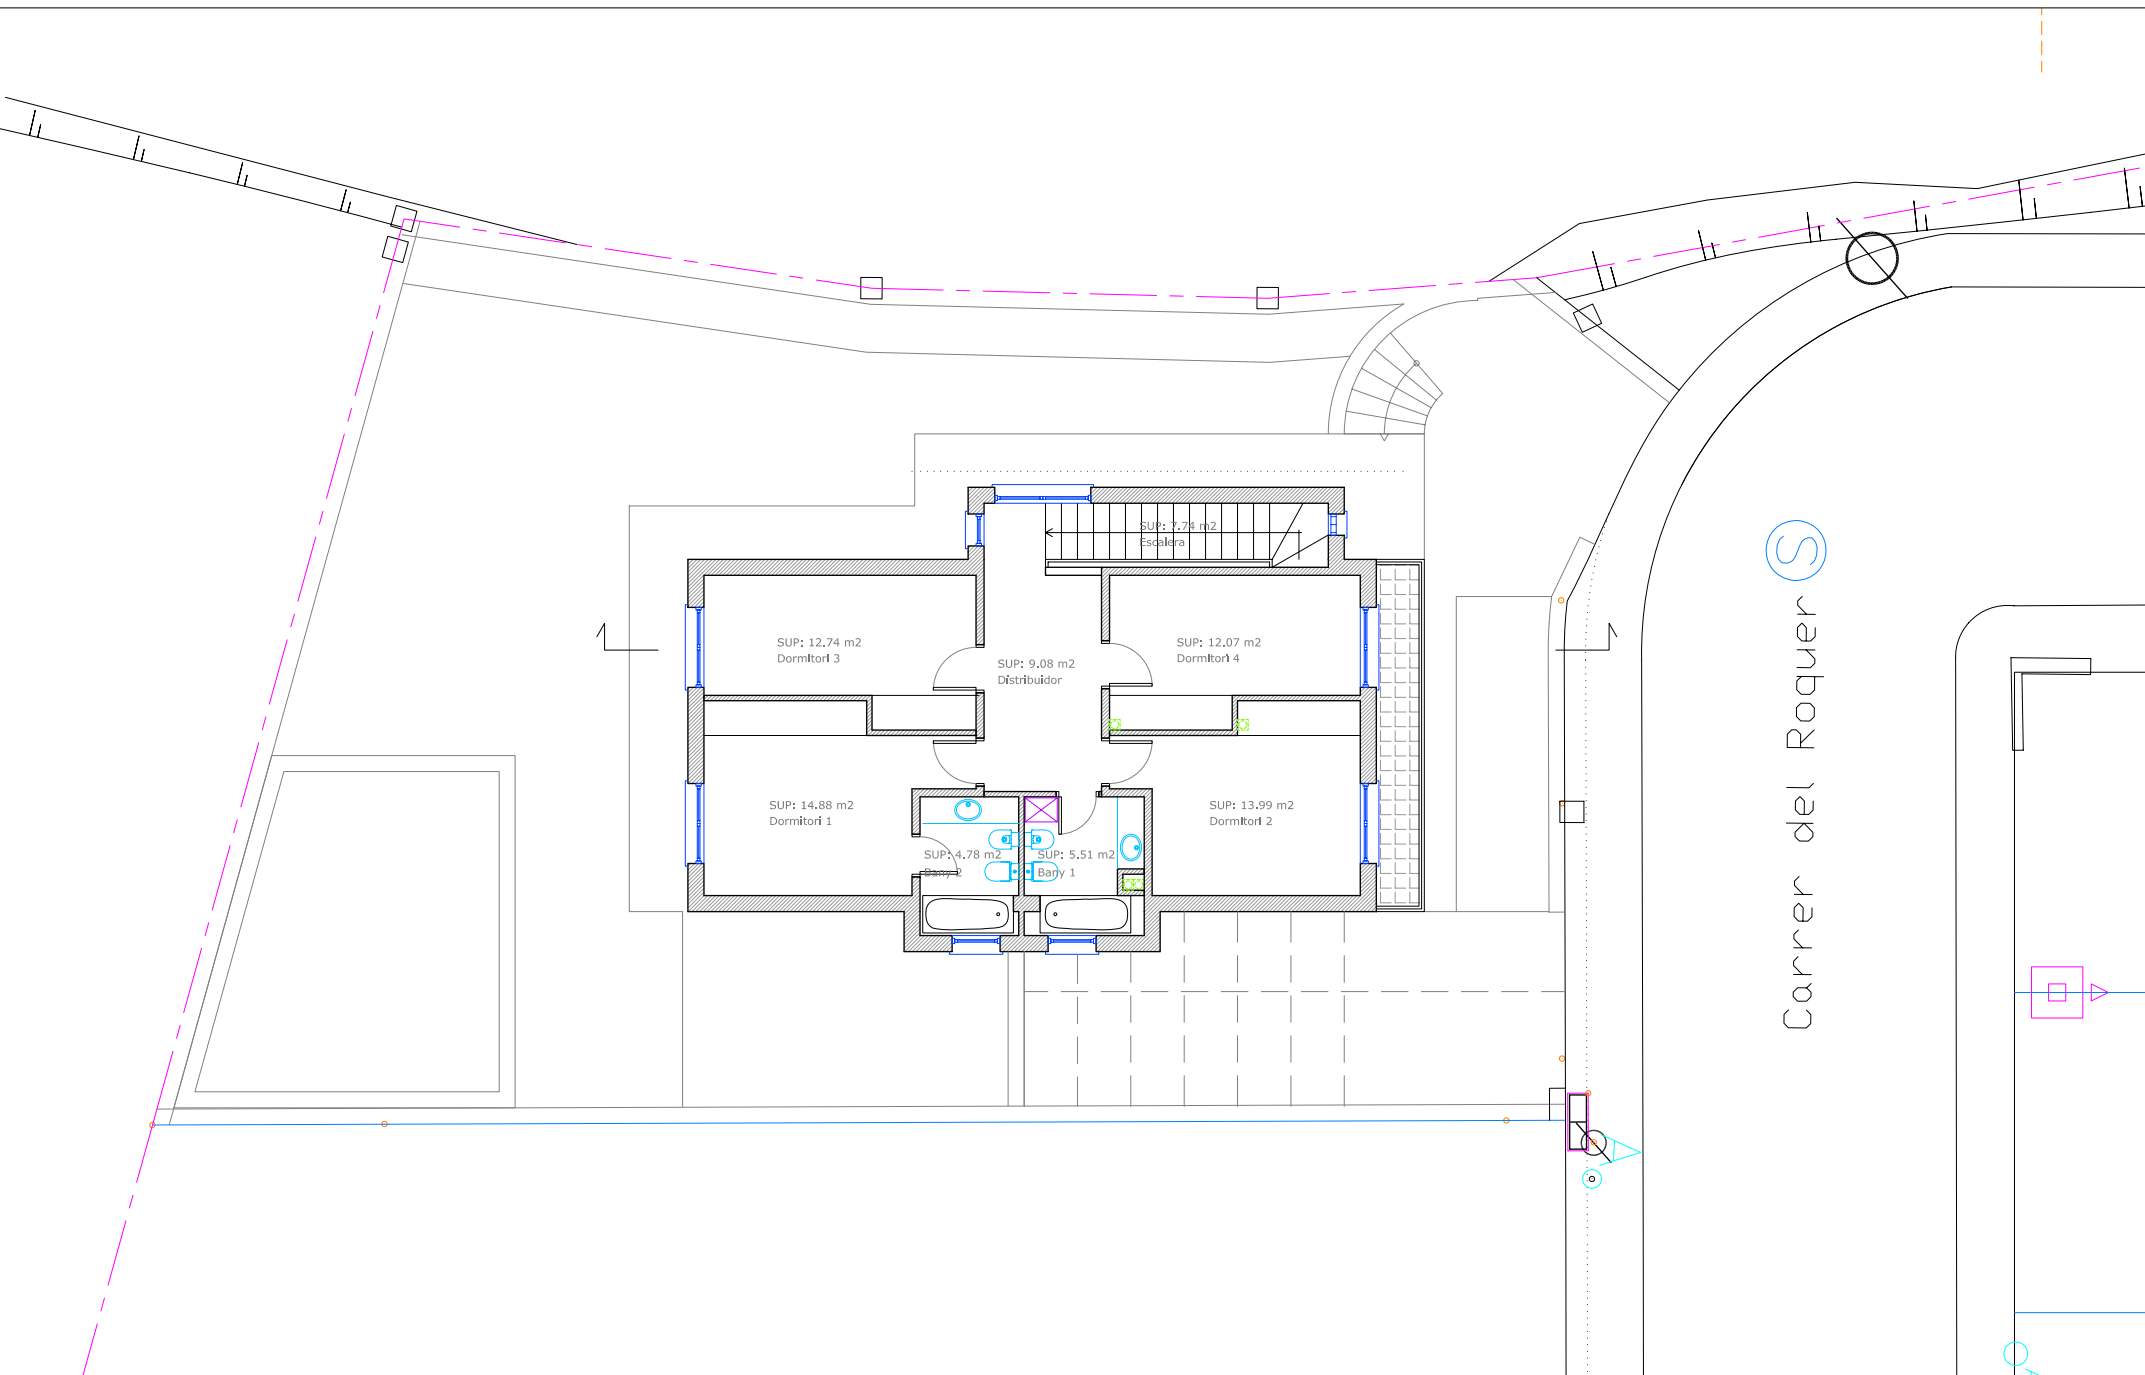 SUP: 7.74 m2
Escalera
SUP: 12.74 m2
Dormitori 3
SUP: 9.08 m2
Distribuidor
SUP: 12.07 m2
Dormitori 4
SUP: 14.88 m2
Dormitori 1
SUP: 4.78 m2
Bany 2
SUP: 5.51 m2
Bany 1
SUP: 13.99 m2
Dormitori 2
Carrer del Roquer
S